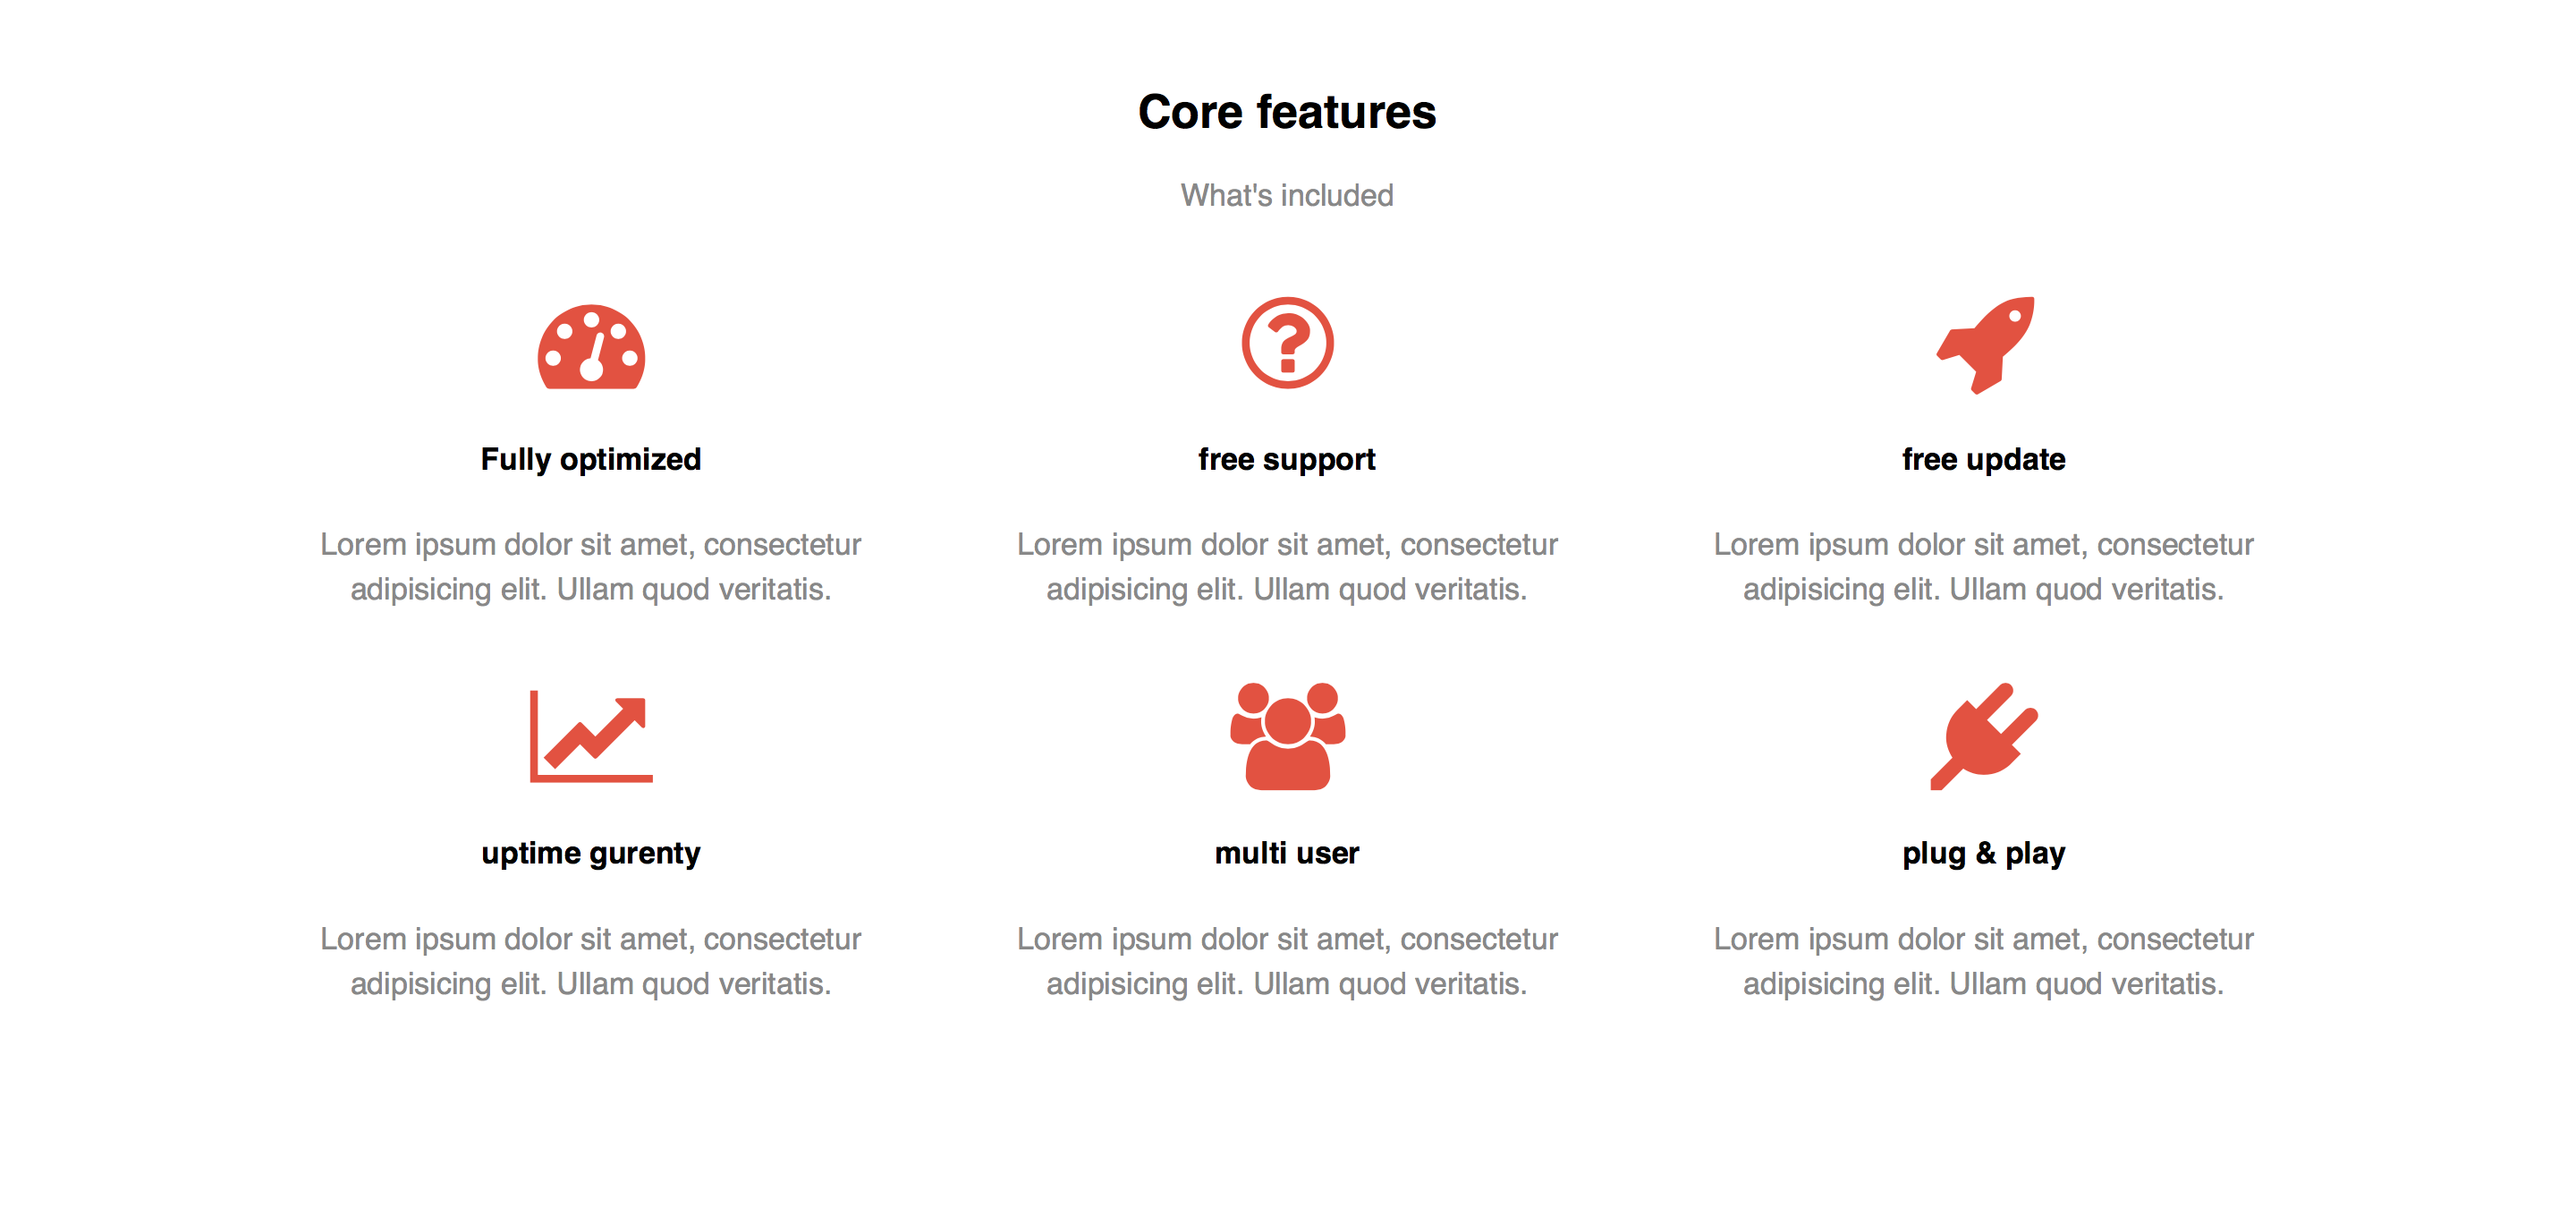 Core features
What's included
Fully optimized
free support
free update
Lorem ipsum dolor sit amet, consectetur
adipisicing elit. Ullam quod veritatis.
Lorem ipsum dolor sit amet, consectetur
adipisicing elit. Ullam quod veritatis.
Lorem ipsum dolor sit amet, consectetur
adipisicing elit. Ullam quod veritatis.
uptime gurenty
multi user
plug & play
Lorem ipsum dolor sit amet, consectetur
adipisicing elit. Ullam quod veritatis.
Lorem ipsum dolor sit amet, consectetur
adipisicing elit. Ullam quod veritatis.
Lorem ipsum dolor sit amet, consectetur
adipisicing elit. Ullam quod veritatis.